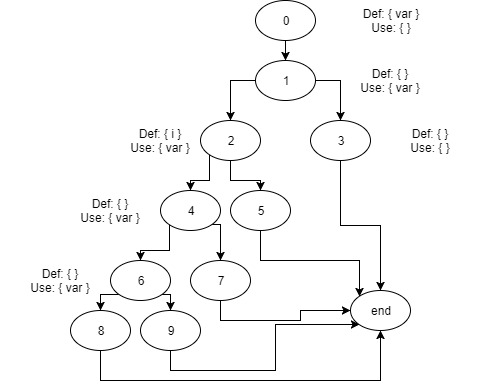 0
Def: { var }
Use: { }
1
Def: { }
Use: { var }
Def: { i }
Use: { var }
2
3
Def: { }
Use: { }
Def: { }
Use: { var }
4
5
Def: { }
Use: { var }
6
7
8
9
end